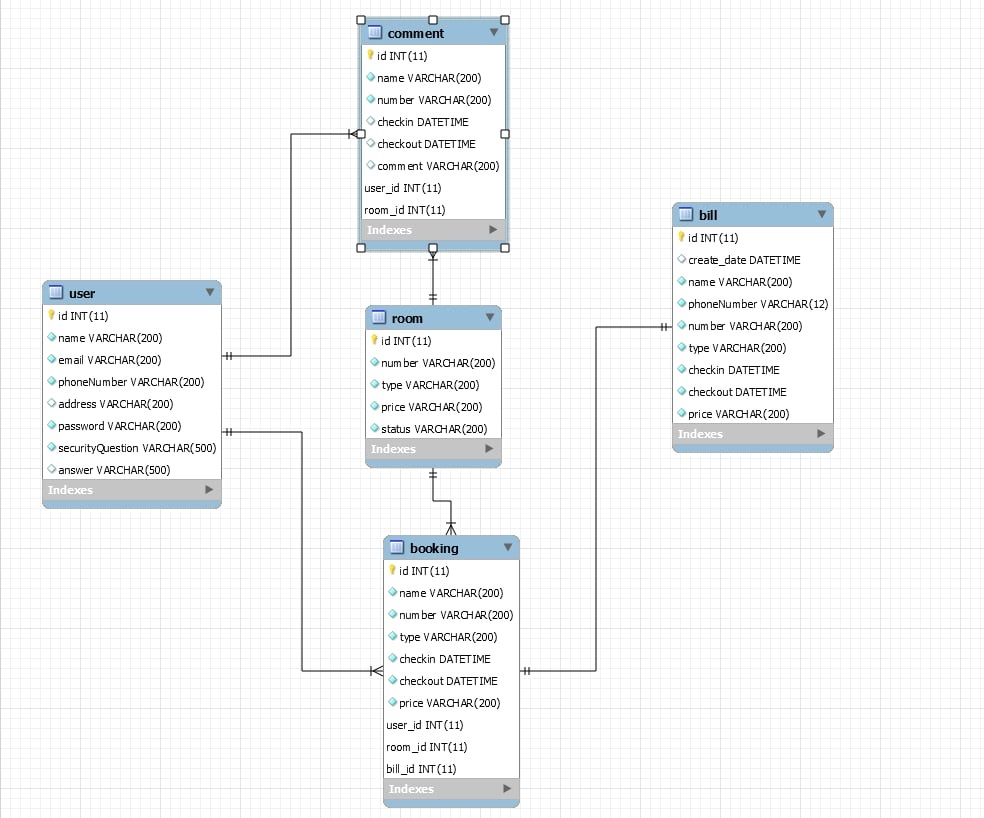 comment
id INT(11)
name VARCHAR(200)
number VARCHAR(200)
checkin DATETIME
checkout DATETIME
comment VARCHAR(200)
user_id INT(11)
room_id INT(11)
Indexes
user
id INT(11)
name VARCHAR(200)
email VARCHAR(200)
phoneNumber VARCHAR(200)
address VARCHAR(200)
password VARCHAR(200)
securityQuestion VARCHAR(500)
answer VARCHAR(500)
Indexes
room
id INT(11)
number VARCHAR(200)
type VARCHAR(200)
price VARCHAR(200)
status VARCHAR(200)
Indexes
bill
id INT(11)
create_date DATETIME
name VARCHAR(200)
phoneNumber VARCHAR(12)
number VARCHAR(200)
type VARCHAR(200)
checkin DATETIME
checkout DATETIME
price VARCHAR(200)
Indexes
booking
id INT(11)
name VARCHAR(200)
number VARCHAR(200)
type VARCHAR(200)
checkin DATETIME
checkout DATETIME
price VARCHAR(200)
user_id INT(11)
room_id INT(11)
bill_id INT(11)
Indexes